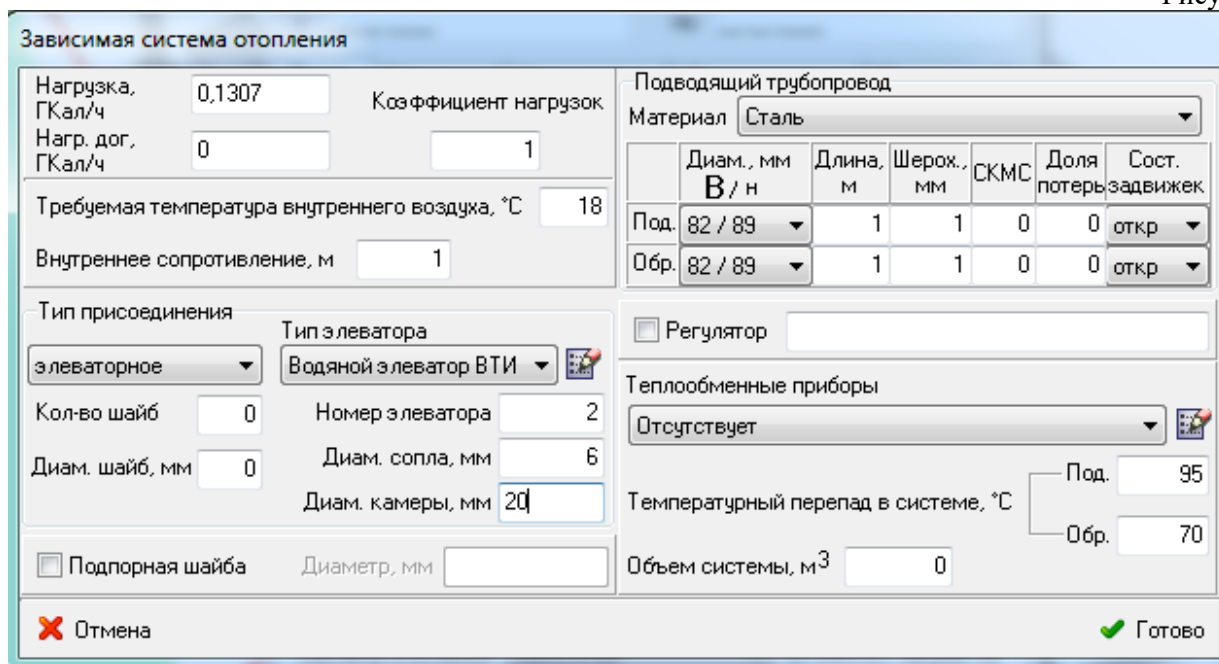 Рису
Зависимая система отопления
Нагрузка, ГКал/ч 0,1307 Коэффициент нагрузок
Нагр. дог, ГКал/ч 0 1
Требуемая температура внутреннего воздуха, °C 18
Внутреннее сопротивление, м 1
Тип присоединения
Тип элеватора
элеваторное Водяной элеватор ВТИ
Кол-во шайб 0 Номер элеватора 2
Диам. шайб, мм 0 Диам. сопла, мм 6
Диам. камеры, мм 20
Подпорная шайба Диаметр, мм
Подводящий трубопровод
Материал Сталь
Диам., мм В / н Длина, м Шерох., мм СКМС Доля потерь Сост. задвижек
Под. 82 / 89 1 1 0 0 откр
Обр. 82 / 89 1 1 0 0 откр
Регулятор
Теплообменные приборы
Отсутствует
Под. 95
Температурный перепад в системе, °C
Обр. 70
Объем системы, м3 0
Отмена Готово